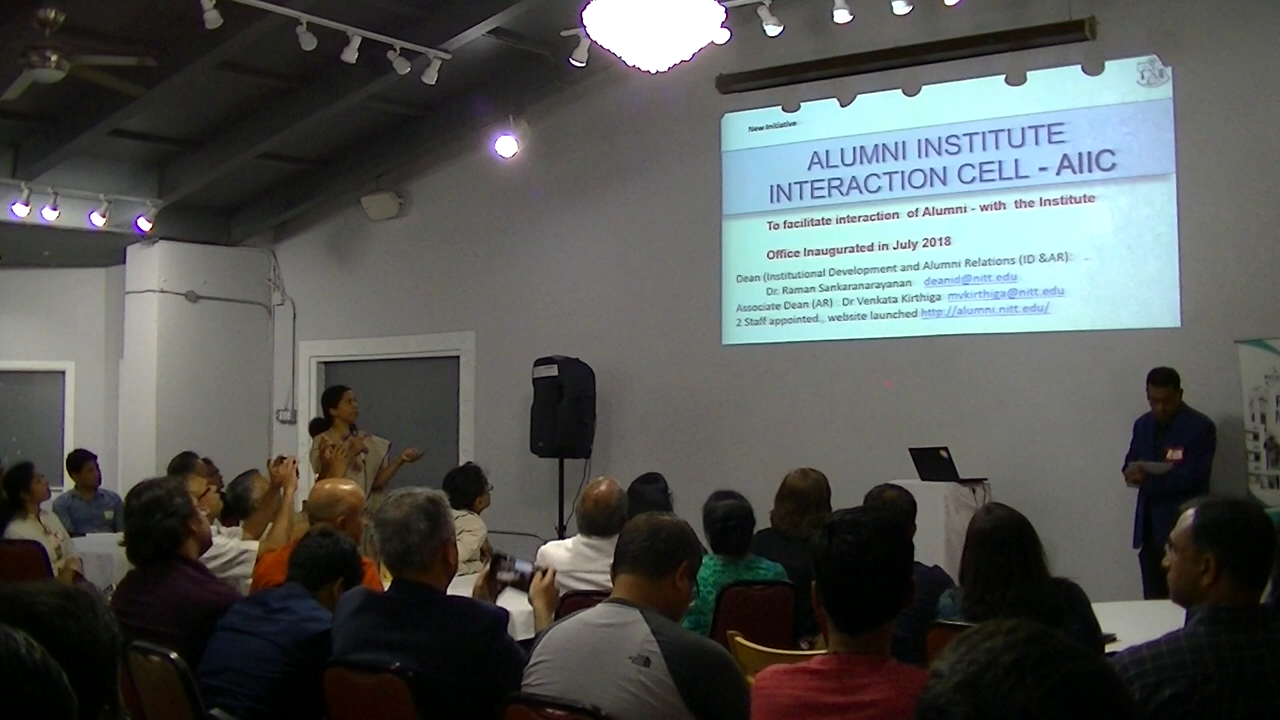 New Initiative
ALUMNI INSTITUTE
INTERACTION CELL - AIIC
To facilitate interaction of Alumni - with the Institute
Office Inaugurated in July 2018
Dean (Institutional Development and Alumni Relations (ID &AR):
Dr. Raman Sankaranarayanan deanid@nitt.edu
Associate Dean (AR) Dr Venkata Kirthiga mvkirthiga@nitt.edu
2 Staff appointed., website launched http://alumni.nitt.edu/